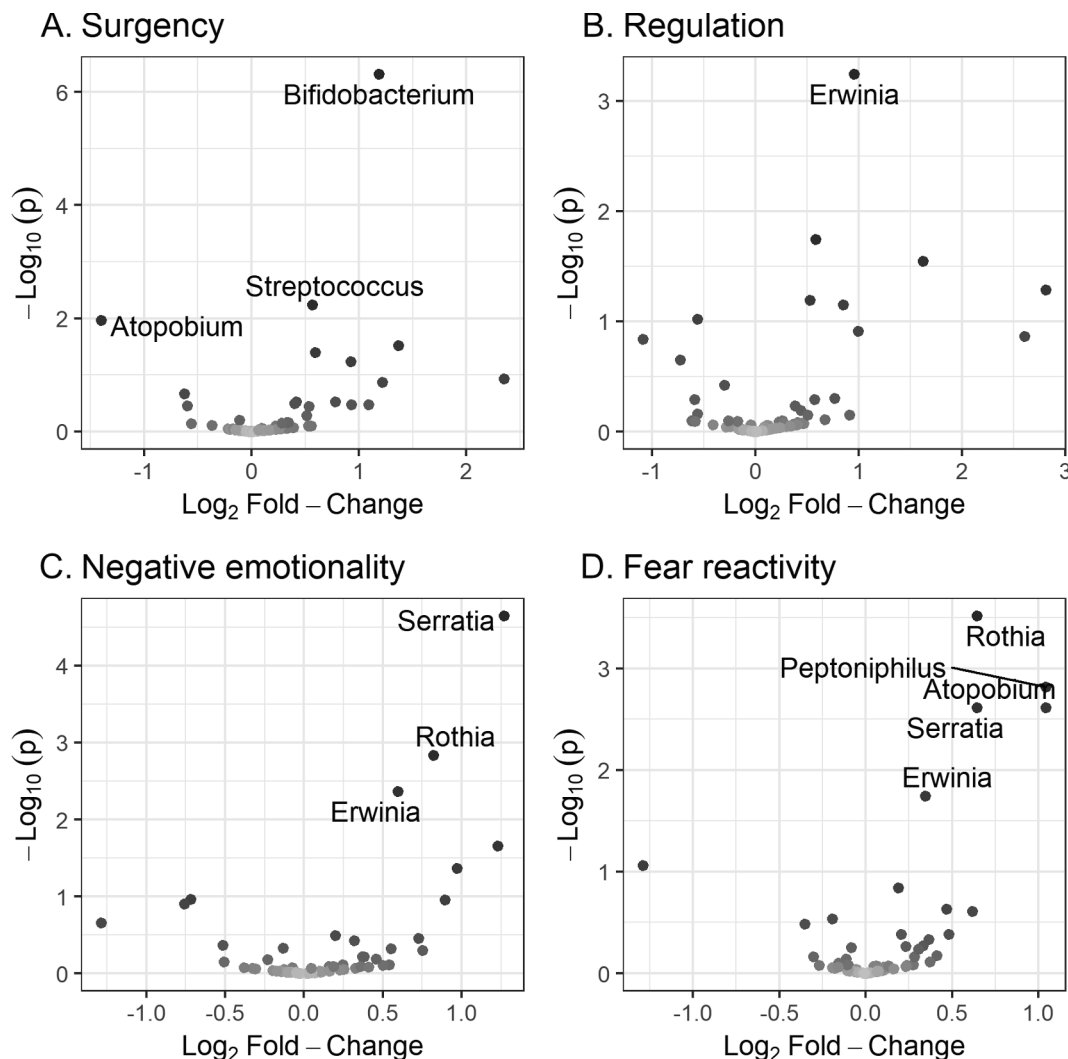 A. Surgency
6
4
2
0
-1
0
1
2
−Log10 (p)
Log2 Fold − Change
Bifidobacterium
Streptococcus
Atopobium
B. Regulation
3
2
1
0
-1
0
1
2
3
−Log10 (p)
Log2 Fold − Change
Erwinia
C. Negative emotionality
4
3
2
1
0
-1.0
-0.5
0.0
0.5
1.0
−Log10 (p)
Log2 Fold − Change
Serratia
Rothia
Erwinia
D. Fear reactivity
3
2
1
0
-1.0
-0.5
0.0
0.5
1.0
−Log10 (p)
Log2 Fold − Change
Rothia
Peptoniphilus
Atopobium
Serratia
Erwinia